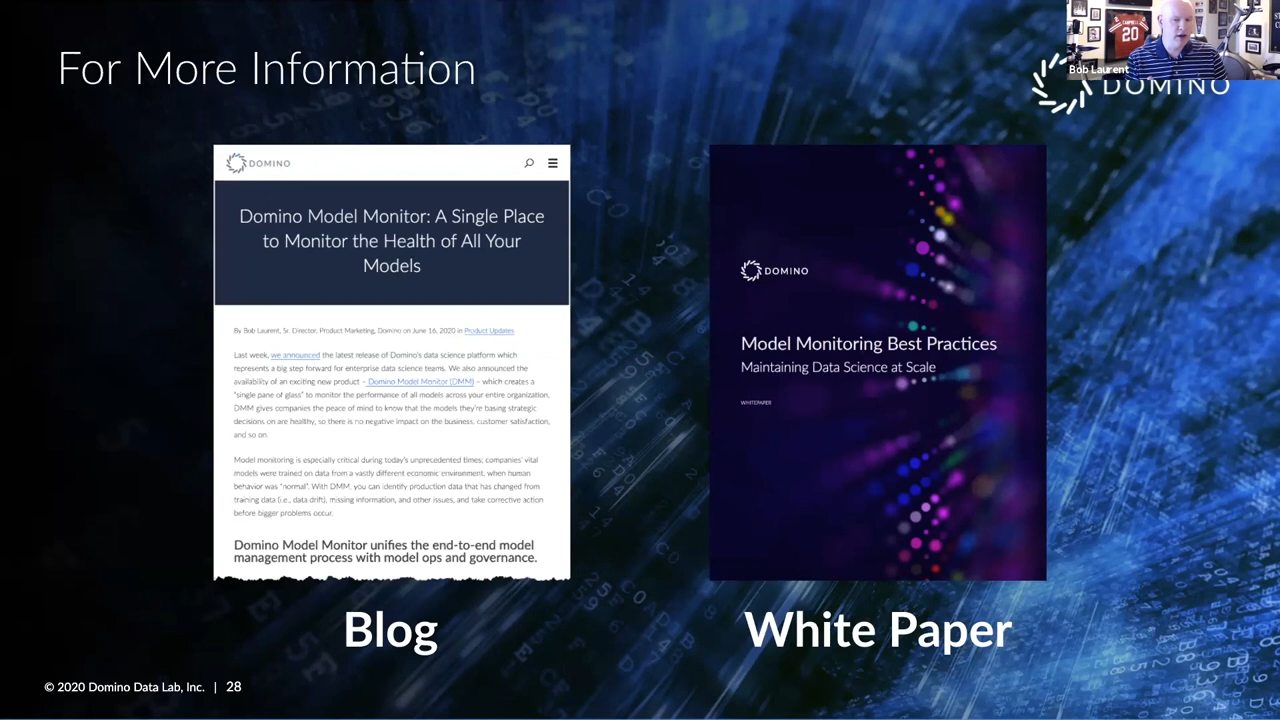 For More Information
Bob Laurent
CAMPBELL
20
DOMINO
DOMINO
Domino Model Monitor: A Single Place
to Monitor the Health of All Your
Models
By Bob Laurent, Sr. Director, Product Marketing, Domino on June 16, 2020 in Product Updates
Last week, we announced the latest release of Domino's data science platform which
represents a big step forward for enterprise data science teams. We also announced the
availability of an exciting new product – Domino Model Monitor (DMM) – which creates a
"single pane of glass" to monitor the performance of all models across your entire organization.
DMM gives companies the peace of mind to know that the models they're basing strategic
decisions on are healthy, so there is no negative impact on the business, customer satisfaction,
and so on.
Model monitoring is especially critical during today's unprecedented times; companies' vital
models were trained on data from a vastly different economic environment, when human
behavior was "normal". With DMM, you can identify production data that has changed from
training data (i.e., data drift), missing information, and other issues, and take corrective action
before bigger problems occur.
Domino Model Monitor unifies the end-to-end model
management process with model ops and governance.
Blog
DOMINO
Model Monitoring Best Practices
Maintaining Data Science at Scale
WHITEPAPER
White Paper
© 2020 Domino Data Lab, Inc. | 28